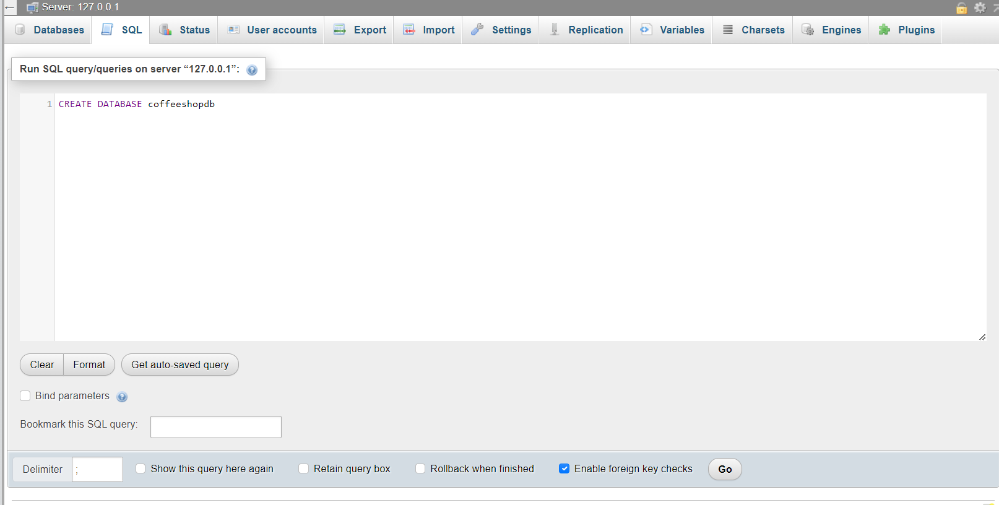 Server: 127.0.0.1
Databases SQL Status User accounts Export Import Settings Replication Variables Charsets Engines Plugins
Run SQL query/queries on server “127.0.0.1”:
1 CREATE DATABASE coffeeshopdb
Clear Format Get auto-saved query
Bind parameters
Bookmark this SQL query:
Delimiter ; Show this query here again Retain query box Rollback when finished Enable foreign key checks Go